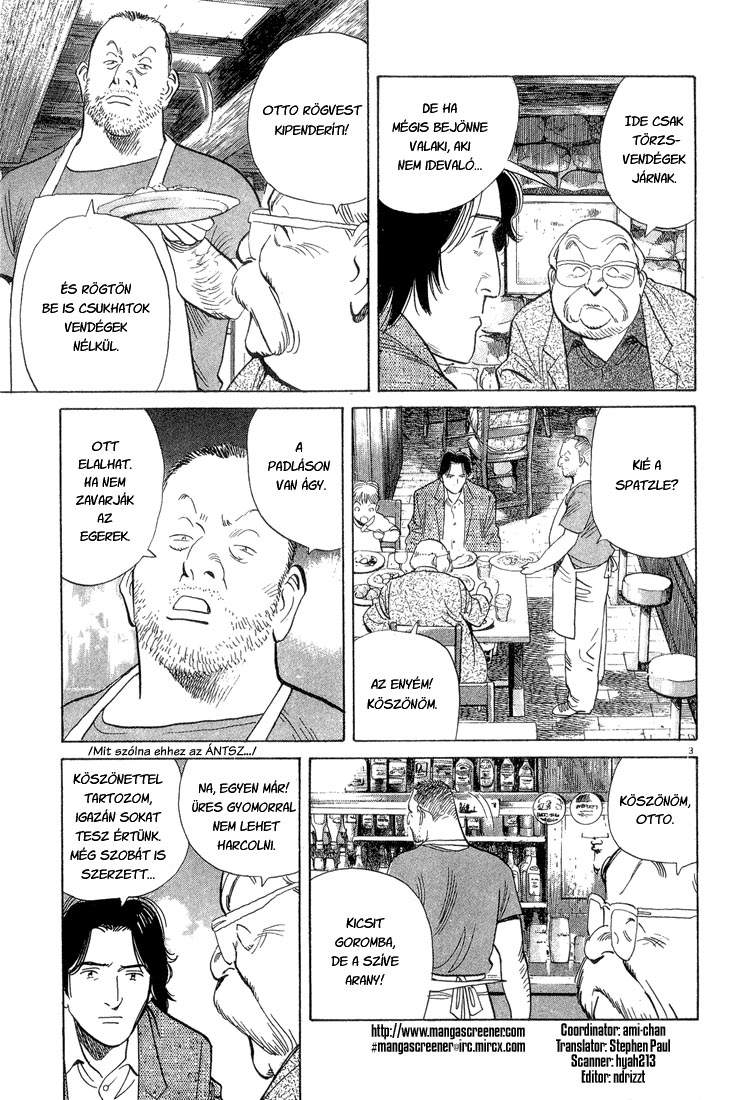 IDE CSAK
TÖRZS-
VENDÉGEK
JÁRNAK.
DE HA
MÉGIS BEJÖNNE
VALAKI, AKI
NEM IDEVALÓ...
OTTO RÖGVEST
KIPENDERÍTI!
ÉS RÖGTÖN
BE IS CSUKHATOK
VENDÉGEK
NÉLKÜL.
KIÉ A
SPATZLE?
AZ ENYÉM!
KÖSZÖNÖM.
A
PADLÁSON
VAN ÁGY.
OTT
ELALHAT.
HA NEM
ZAVARJÁK
AZ
EGEREK.
/Mit szólna ehhez az ÁNTSZ.../
3
KÖSZÖNÖM,
OTTO.
KICSIT
GOROMBA,
DE A SZÍVE
ARANY!
NA, EGYEN MÁR!
ÜRES GYOMORRAL
NEM LEHET
HARCOLNI.
KÖSZÖNETTEL
TARTOZOM,
IGAZÁN SOKAT
TESZ ÉRTÜNK.
MÉG SZOBÁT IS
SZERZETT...
http://www.mangascreener.com
#mangascreener@irc.mircx.com
Coordinator: ami-chan
Translator: Stephen Paul
Scanner: hyah213
Editor: ndrizzt